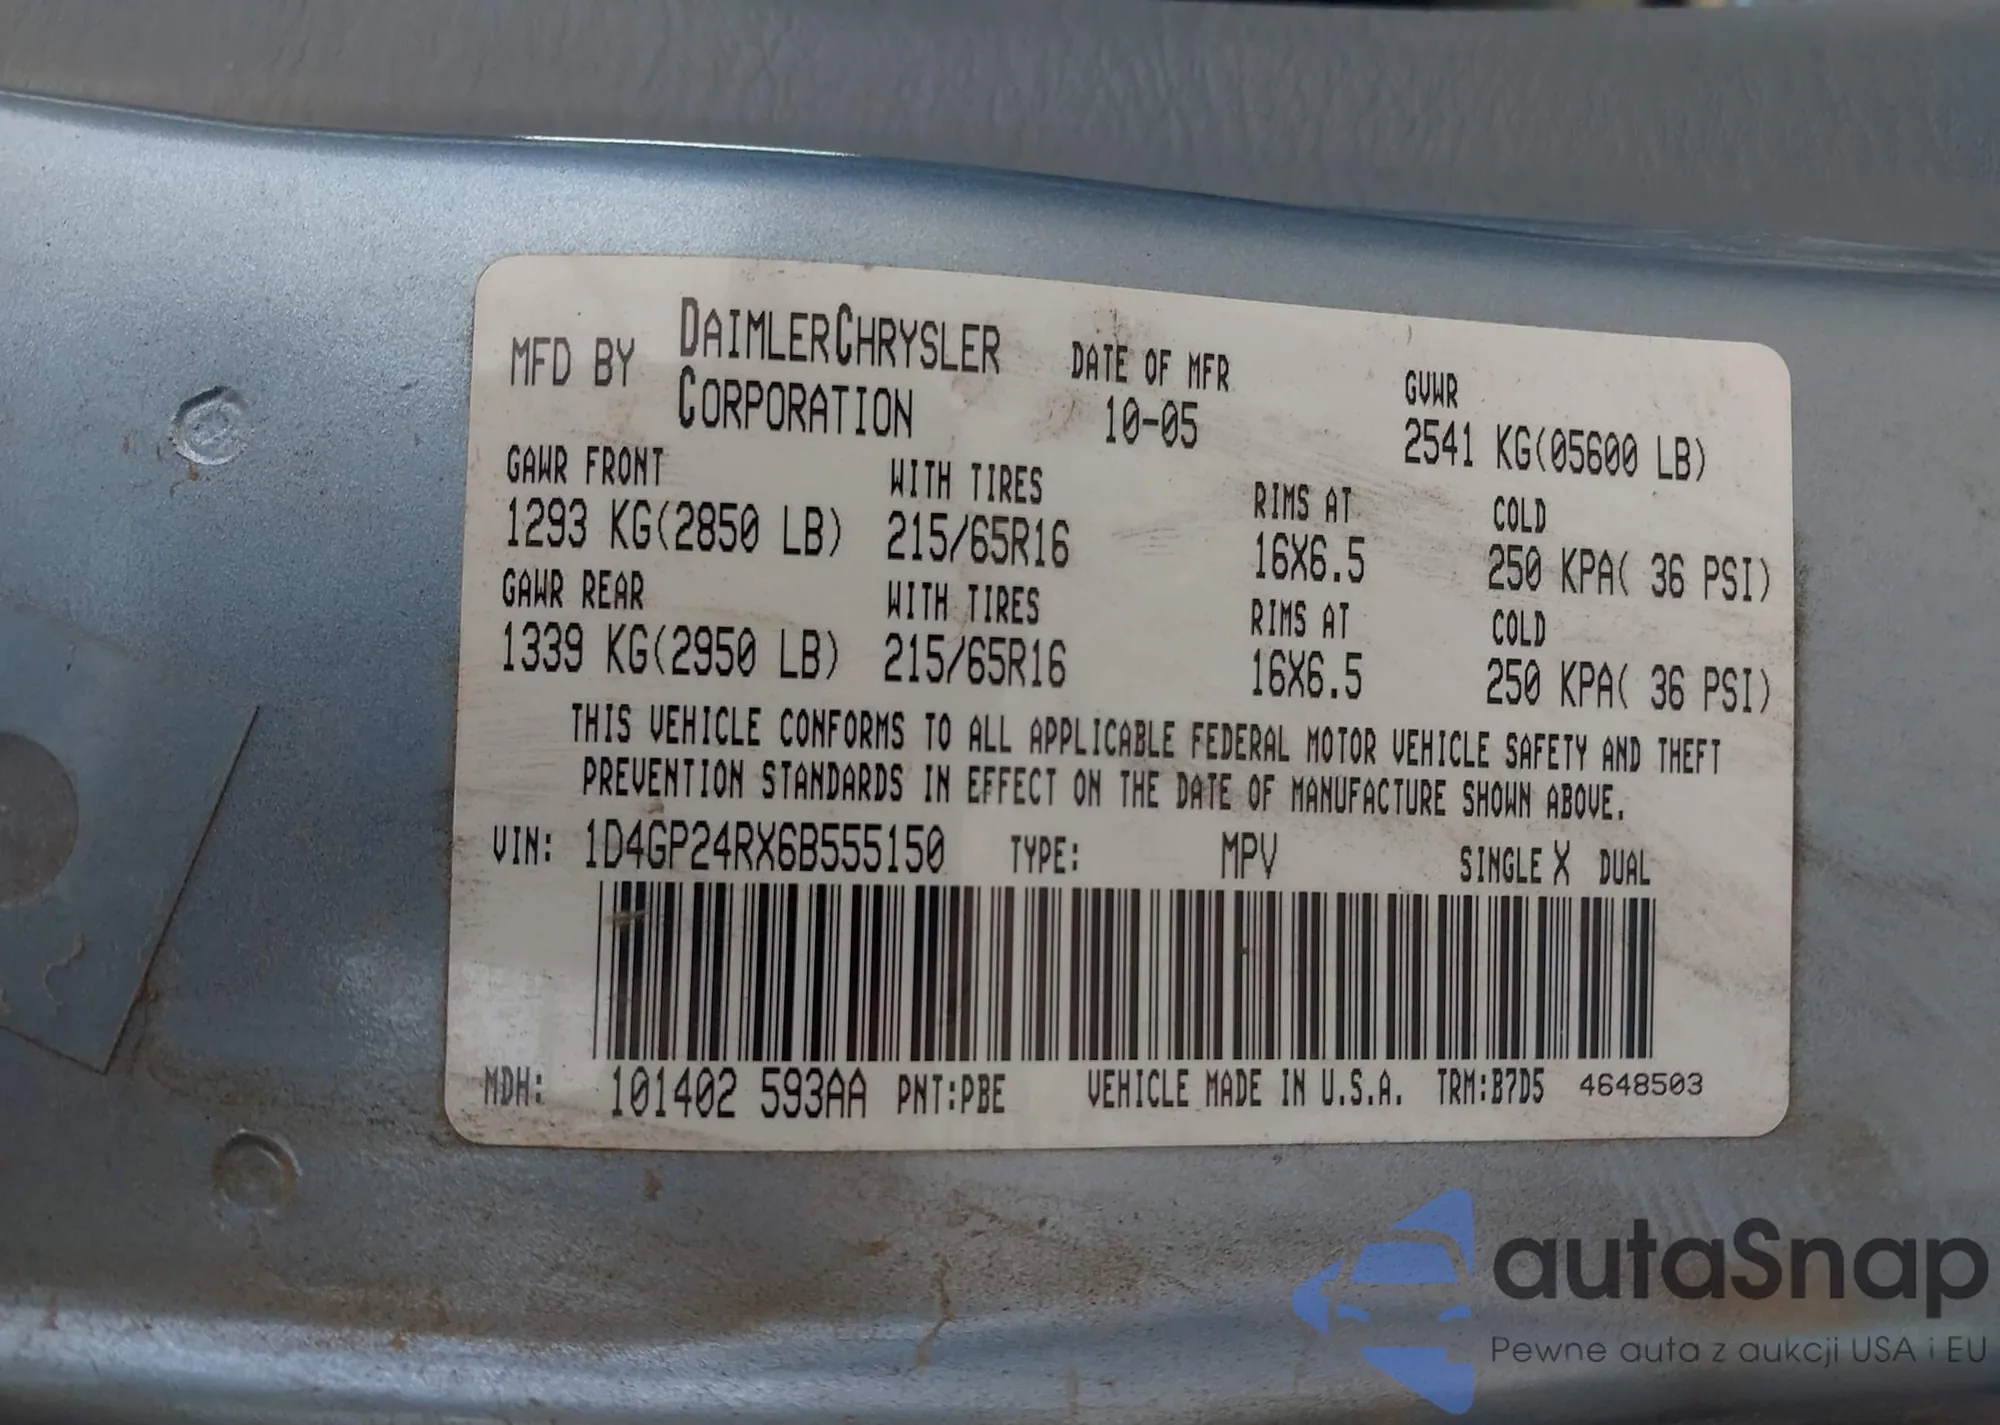 MFD BY DAIMLERCHRYSLER CORPORATION
DATE OF MFR 10-05
GVWR 2541 KG(05600 LB)
GAWR FRONT WITH TIRES RIMS AT COLD
1293 KG(2850 LB) 215/65R16 16X6.5 250 KPA( 36 PSI)
GAWR REAR WITH TIRES RIMS AT COLD
1339 KG(2950 LB) 215/65R16 16X6.5 250 KPA( 36 PSI)
THIS VEHICLE CONFORMS TO ALL APPLICABLE FEDERAL MOTOR VEHICLE SAFETY AND THEFT
PREVENTION STANDARDS IN EFFECT ON THE DATE OF MANUFACTURE SHOWN ABOVE.
VIN: 1D4GP24RX6B555150 TYPE: MPV SINGLE X DUAL
MDH: 101402 593AA PNT:PBE VEHICLE MADE IN U.S.A. TRM:B7D5 4648503
autaSnap
Pewne auta z aukcji USA i EU